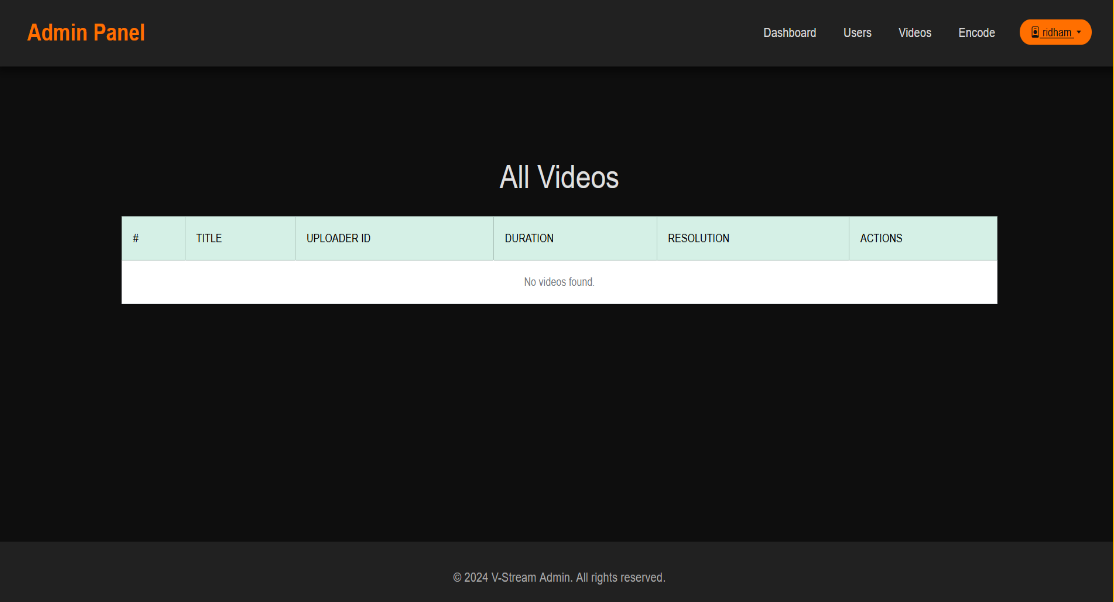 Admin Panel
Dashboard Users Videos Encode ridham
All Videos
# TITLE UPLOADER ID DURATION RESOLUTION ACTIONS
No videos found.
© 2024 V-Stream Admin. All rights reserved.